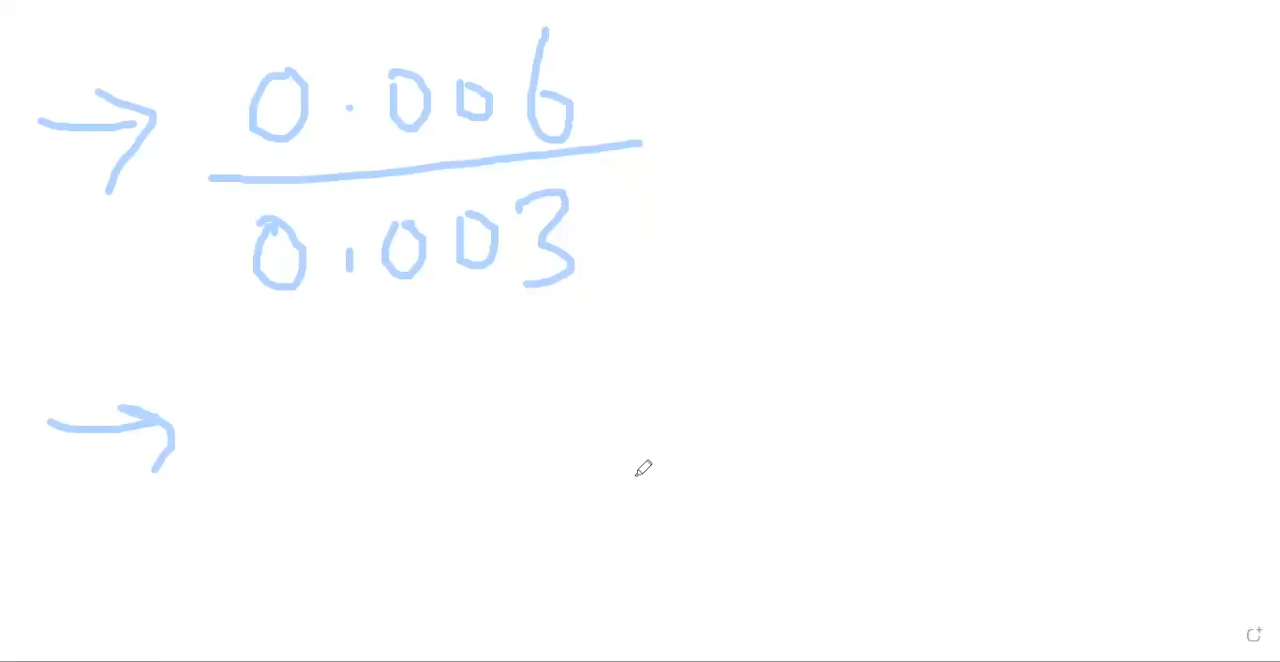 → 0.006
0.003
→